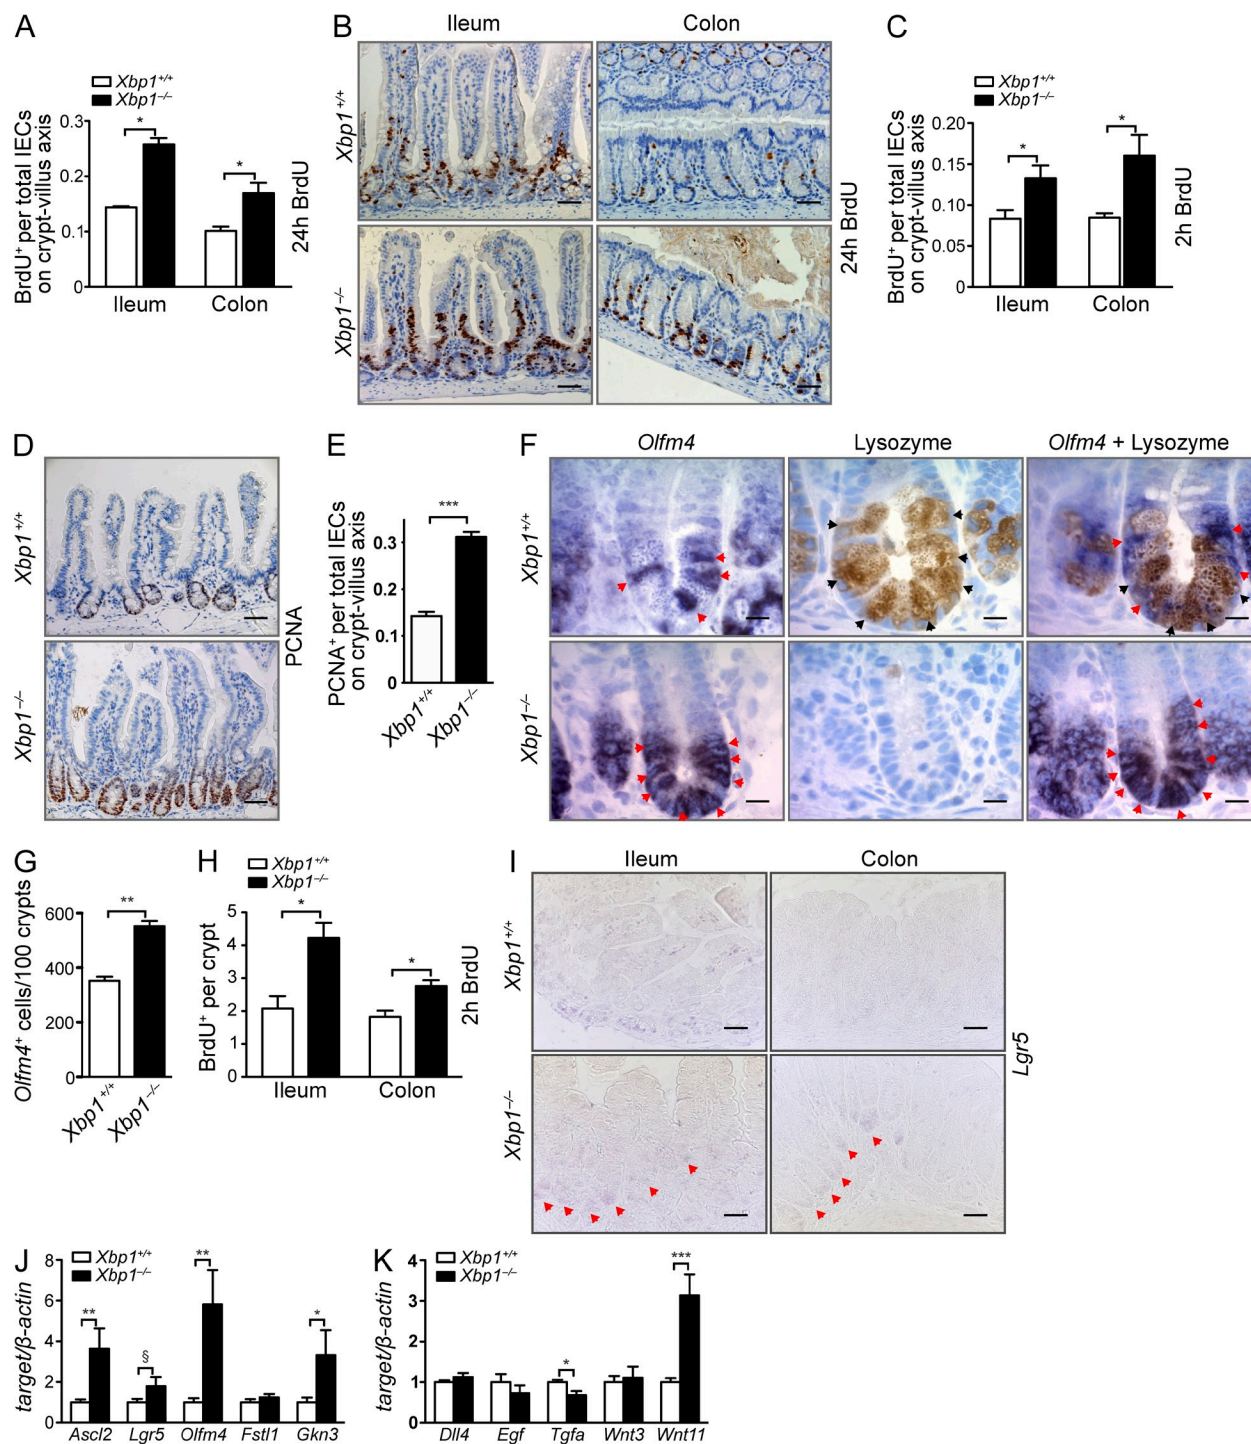 A
Xbp1+/+
Xbp1–/–
BrdU+ per total IECs
on crypt-villus axis
0.3
0.2
0.1
0
*
*
Ileum
Colon
24h BrdU
B
Ileum
Colon
Xbp1+/+
Xbp1–/–
24h BrdU
C
Xbp1+/+
Xbp1–/–
BrdU+ per total IECs
on crypt-villus axis
0.20
0.15
0.10
0.05
0
*
*
Ileum
Colon
2h BrdU
D
Xbp1+/+
Xbp1–/–
PCNA
E
PCNA+ per total IECs
on crypt-villus axis
0.3
0.2
0.1
0
***
Xbp1+/+
Xbp1–/–
F
Olfm4
Lysozyme
Olfm4 + Lysozyme
Xbp1+/+
Xbp1–/–
G
Olfm4+ cells/100 crypts
600
400
200
0
**
Xbp1+/+
Xbp1–/–
H
Xbp1+/+
Xbp1–/–
BrdU+ per crypt
5
4
3
2
1
0
*
*
Ileum
Colon
2h BrdU
I
Ileum
Colon
Xbp1+/+
Xbp1–/–
Lgr5
J
Xbp1+/+
Xbp1–/–
target/β-actin
8
6
4
2
0
**
§
**
*
Ascl2 Lgr5 Olfm4 Fstl1 Gkn3
K
Xbp1+/+
Xbp1–/–
target/β-actin
4
3
2
1
0
*
***
Dll4 Egf Tgfa Wnt3 Wnt11